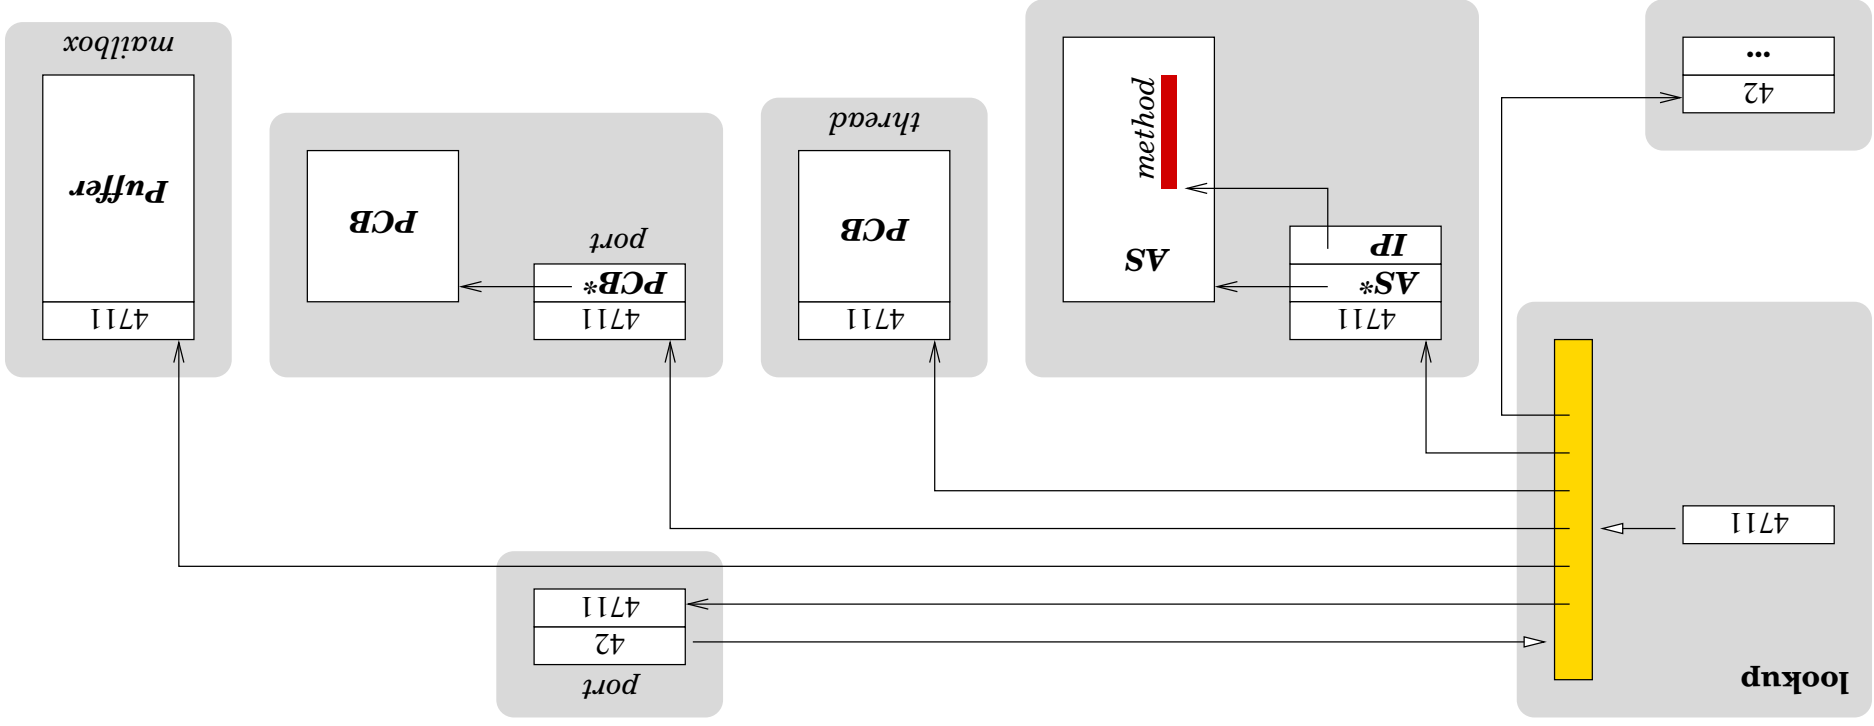 lookup
port
42
4711
4711
4711
AS*
IP
AS
method
4711
PCB
thread
4711
PCB*
port
PCB
4711
Puffer
mailbox
42
...